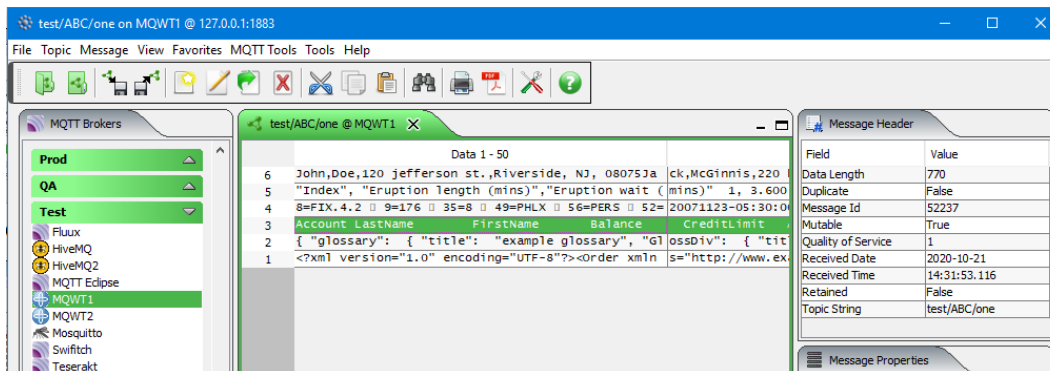 test/ABC/one on MQWT1 @ 127.0.0.1:1883
File Topic Message View Favorites MQTT Tools Tools Help
PDF
MQTT Brokers
Prod
QA
Test
Fluux
HiveMQ
HiveMQ2
MQTT Eclipse
MQWT1
MQWT2
Mosquitto
Swifitch
Teserakt
test/ABC/one @ MQWT1
Data 1 - 50
6 John,Doe,120 jefferson st.,Riverside, NJ, 08075Ja ck,McGinnis,220
5 "Index", "Eruption length (mins)","Eruption wait ( mins)" 1, 3.600
4 8=FIX.4.2 9=176 35=8 49=PHLX 56=PERS 52= 20071123-05:30:0
3 Account LastName FirstName Balance CreditLimit
2 { "glossary": { "title": "example glossary", "Gl ossDiv": { "tit
1 <?xml version="1.0" encoding="UTF-8"?><Order xmln s="http://www.ex
Message Header
Field Value
Data Length 770
Duplicate False
Message Id 52237
Mutable True
Quality of Service 1
Received Date 2020-10-21
Received Time 14:31:53.116
Retained False
Topic String test/ABC/one
Message Properties